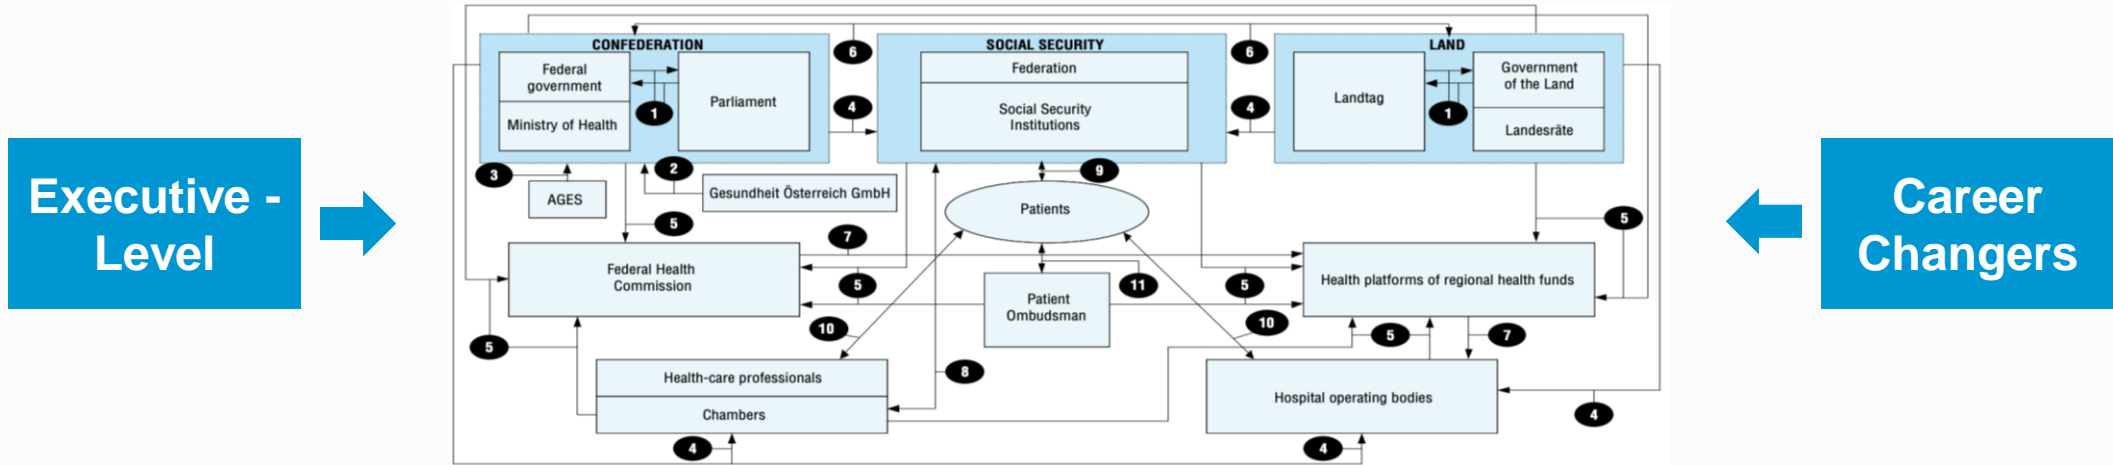 Executive -
Level
CONFEDERATION
Federal
government
Ministry of Health
1
Parliament
6
4
SOCIAL SECURITY
Federation
Social Security
Institutions
6
4
LAND
Landtag
1
Government
of the Land
Landesräte
3
AGES
2
Gesundheit Österreich GmbH
5
9
Patients
5
7
Federal Health
Commission
5
11
Patient
Ombudsman
5
Health platforms of regional health funds
10
10
5
5
7
8
Health-care professionals
Chambers
Hospital operating bodies
4
4
4
Career
Changers